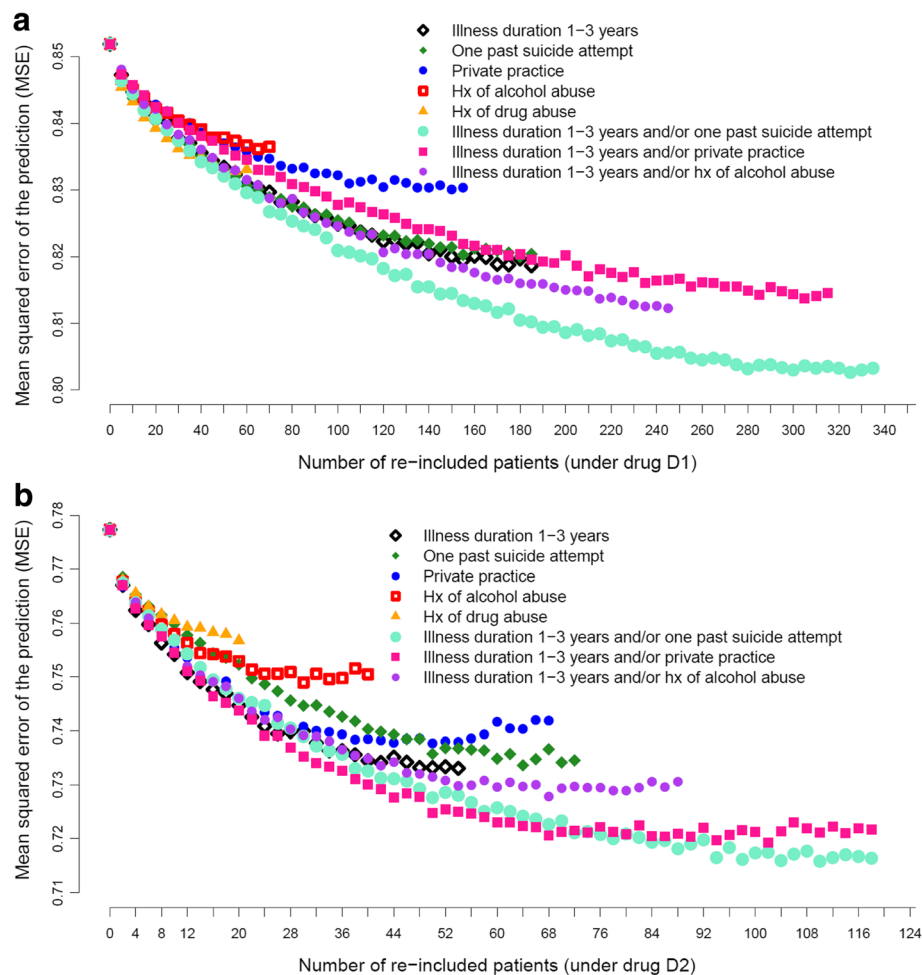 a
Mean squared error of the prediction (MSE)
0.85
0.84
0.83
0.82
0.81
0.80
Illness duration 1−3 years
One past suicide attempt
Private practice
Hx of alcohol abuse
Hx of drug abuse
Illness duration 1−3 years and/or one past suicide attempt
Illness duration 1−3 years and/or private practice
Illness duration 1−3 years and/or hx of alcohol abuse
0 20 40 60 80 100 120 140 160 180 200 220 240 260 280 300 320 340
Number of re−included patients (under drug D1)
b
Mean squared error of the prediction (MSE)
0.78
0.77
0.76
0.75
0.74
0.73
0.72
0.71
Illness duration 1−3 years
One past suicide attempt
Private practice
Hx of alcohol abuse
Hx of drug abuse
Illness duration 1−3 years and/or one past suicide attempt
Illness duration 1−3 years and/or private practice
Illness duration 1−3 years and/or hx of alcohol abuse
0 4 8 12 20 28 36 44 52 60 68 76 84 92 100 108 116 124
Number of re−included patients (under drug D2)